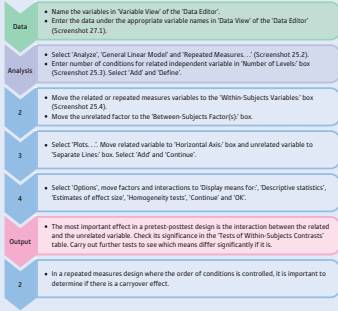 Data
• Name the variables in 'Variable View' of the 'Data Editor'.
• Enter the data under the appropriate variable names in 'Data View' of the 'Data Editor'
(Screenshot 27.1).
Analysis
• Select 'Analyze', 'General Linear Model' and 'Repeated Measures. . .' (Screenshot 25.2).
• Enter number of conditions for related independent variable in 'Number of Levels:' box
(Screenshot 25.3). Select 'Add' and 'Define'.
2
• Move the related or repeated measures variables to the 'Within-Subjects Variables:' box
(Screenshot 25.4).
• Move the unrelated factor to the 'Between-Subjects Factor(s):' box.
3
• Select 'Plots. . .'. Move related variable to 'Horizontal Axis:' box and unrelated variable to
'Separate Lines:' box. Select 'Add' and 'Continue'.
4
• Select 'Options', move factors and interactions to 'Display means for:', 'Descriptive statistics',
'Estimates of effect size', 'Homogeneity tests', 'Continue' and 'OK'.
Output
• The most important effect in a pretest-posttest design is the interaction between the related
and the unrelated variable. Check its significance in the 'Tests of Within-Subjects Contrasts'
table. Carry out further tests to see which means differ significantly if it is.
2
• In a repeated measures design where the order of conditions is controlled, it is important to
determine if there is a carryover effect.